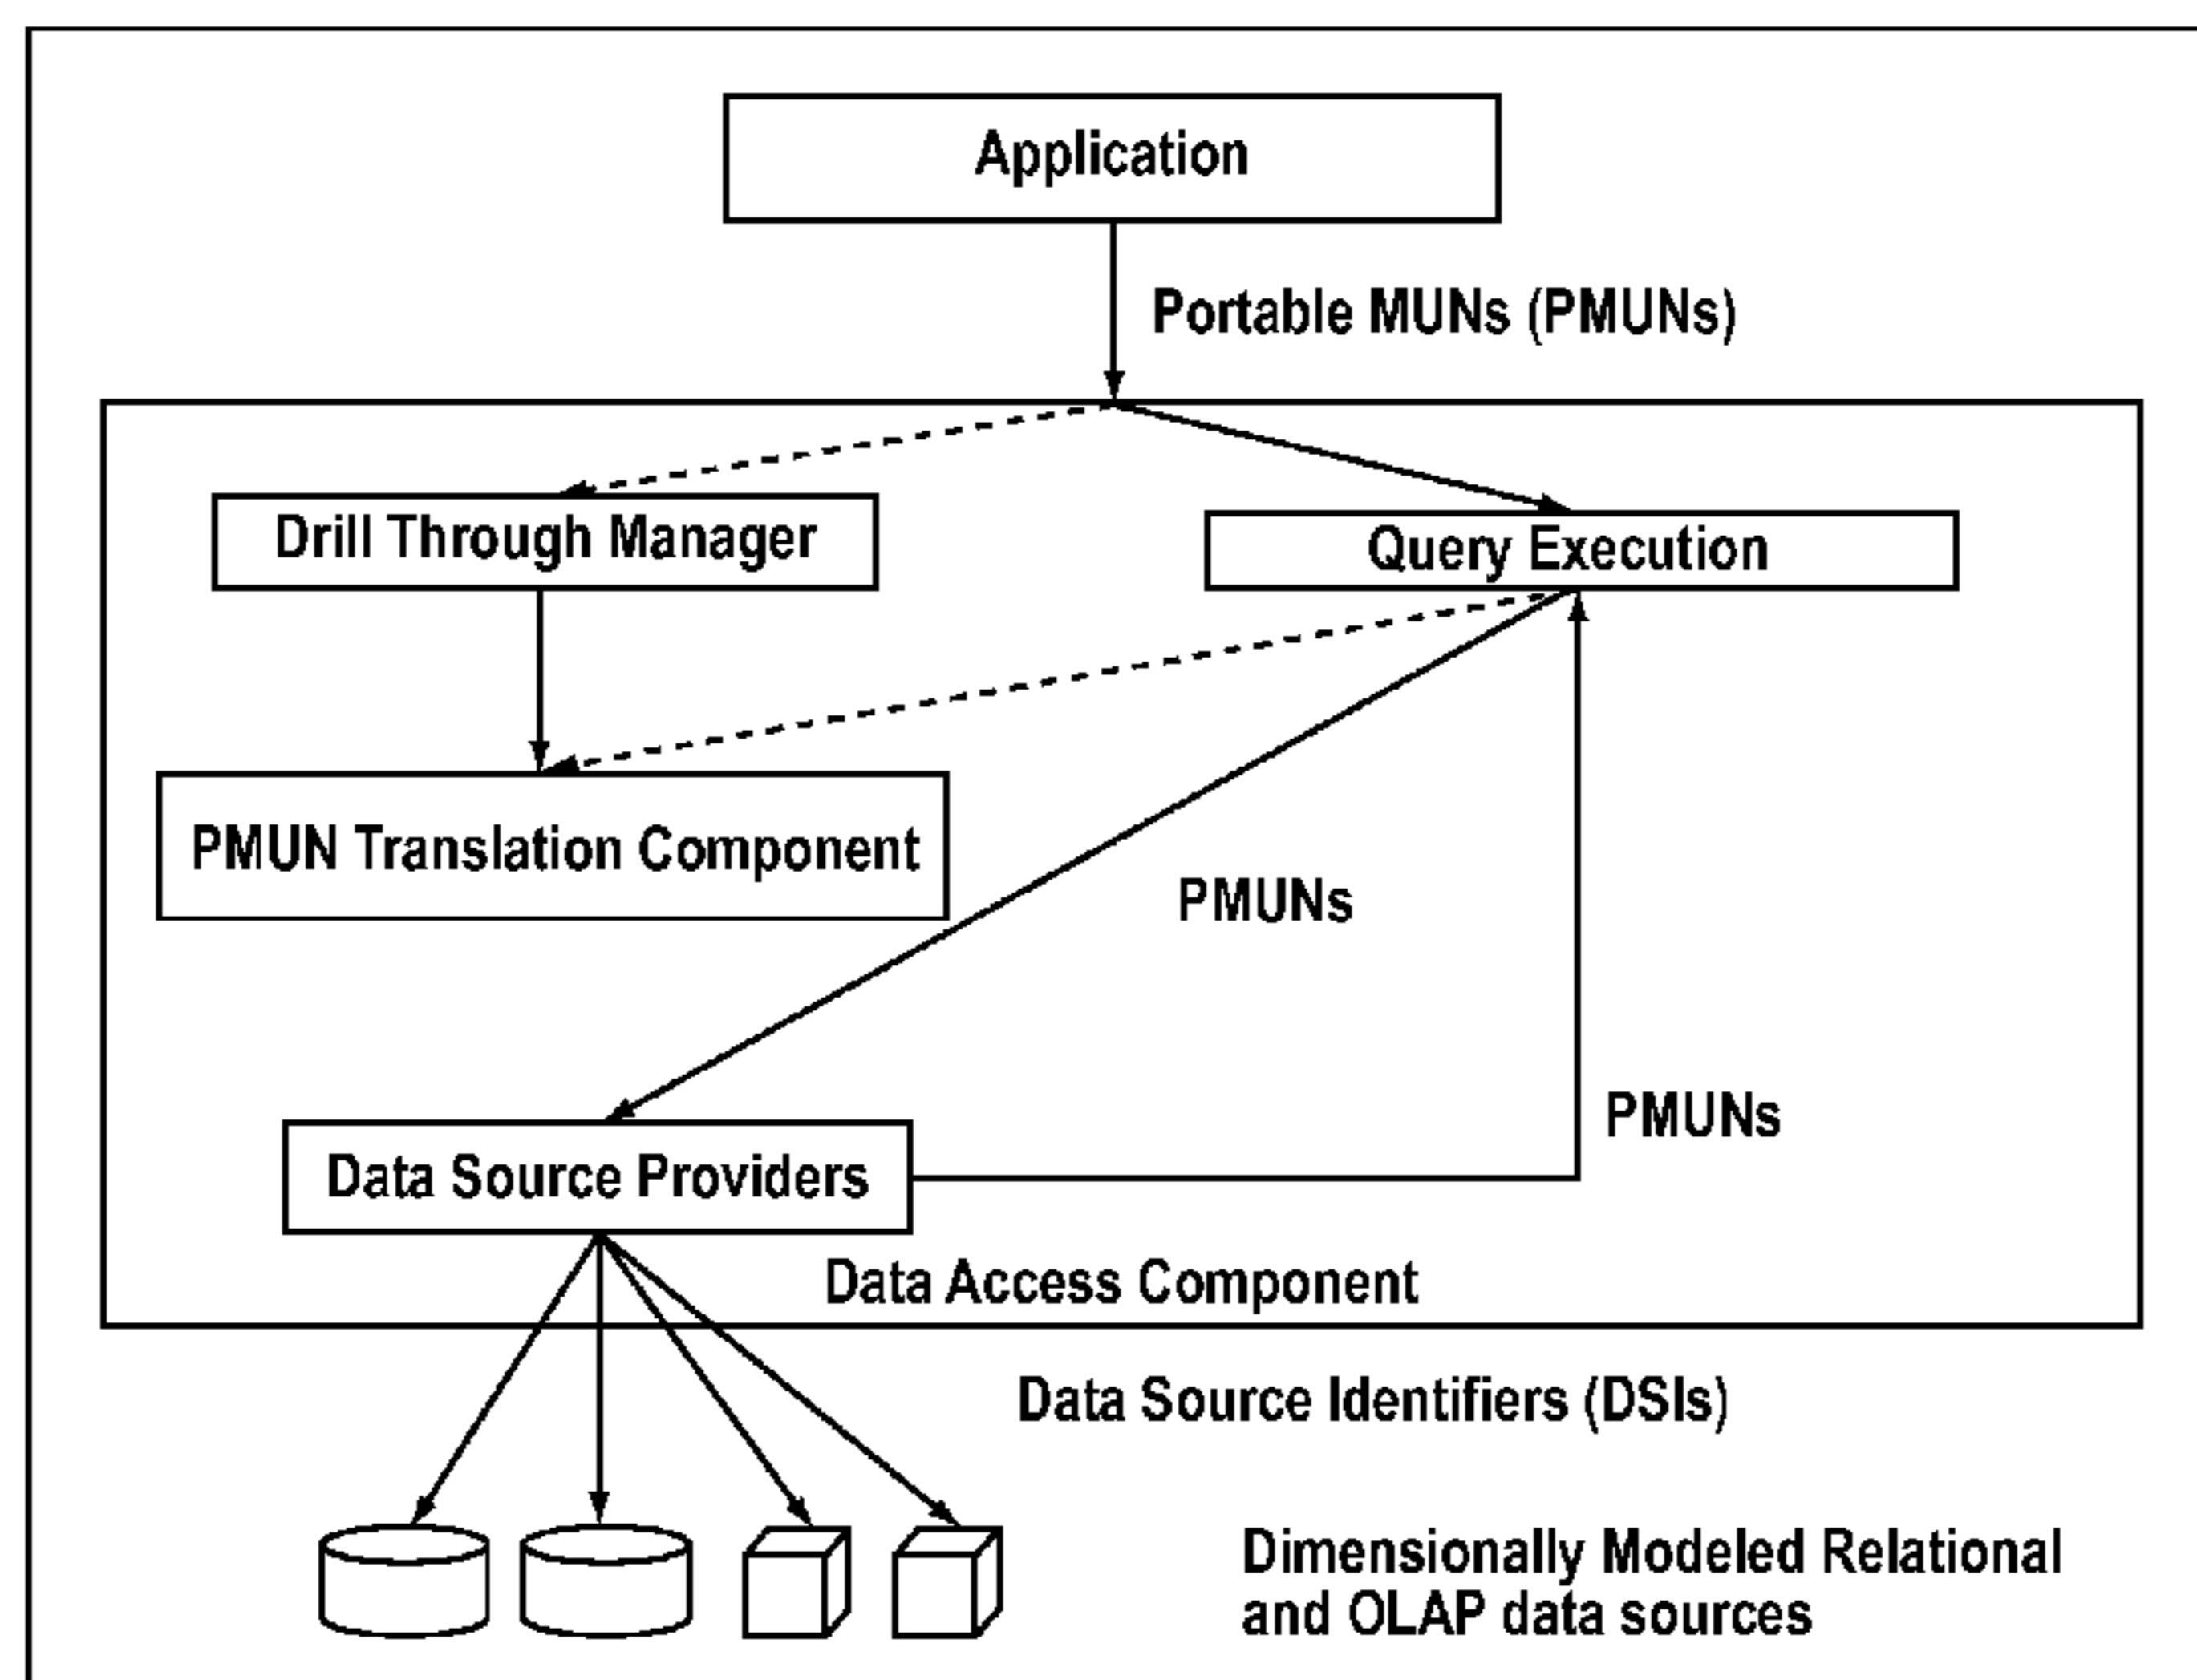 Application
Portable MUNs (PMUNs)
Drill Through Manager
Query Execution
PMUN Translation Component
PMUNs
PMUNs
Data Source Providers
Data Access Component
Data Source Identifiers (DSIs)
Dimensionally Modeled Relational
and OLAP data sources